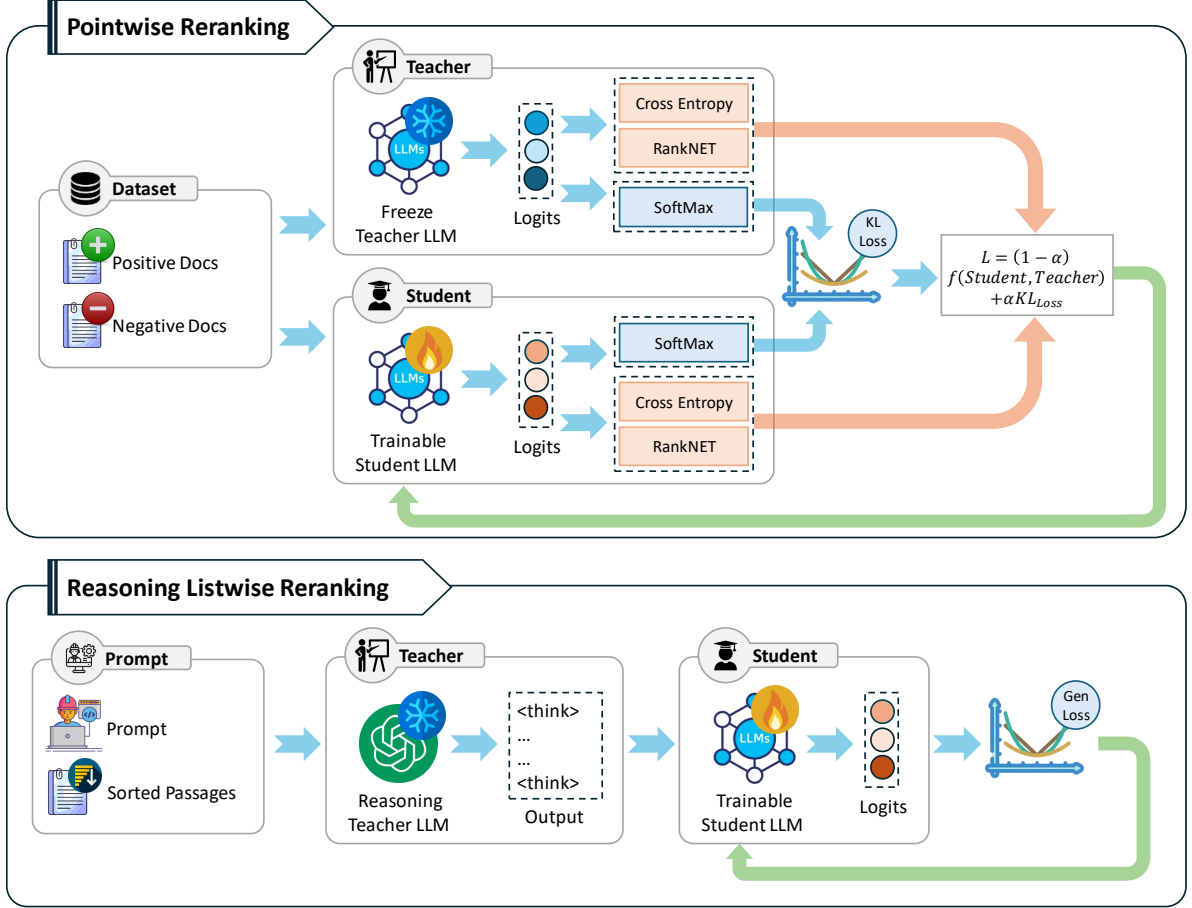 Pointwise Reranking
Teacher
LLMs
Freeze
Teacher LLM
Logits
Cross Entropy
RankNET
SoftMax
Dataset
Positive Docs
Negative Docs
KL
Loss
L = (1 − α)
f(Student, Teacher)
+αKL_{Loss}
Student
LLMs
Trainable
Student LLM
Logits
SoftMax
Cross Entropy
RankNET
Reasoning Listwise Reranking
Prompt
Prompt
Sorted Passages
Teacher
Reasoning
Teacher LLM
<think>
...
...
<think>
Output
Student
LLMs
Trainable
Student LLM
Logits
Gen
Loss